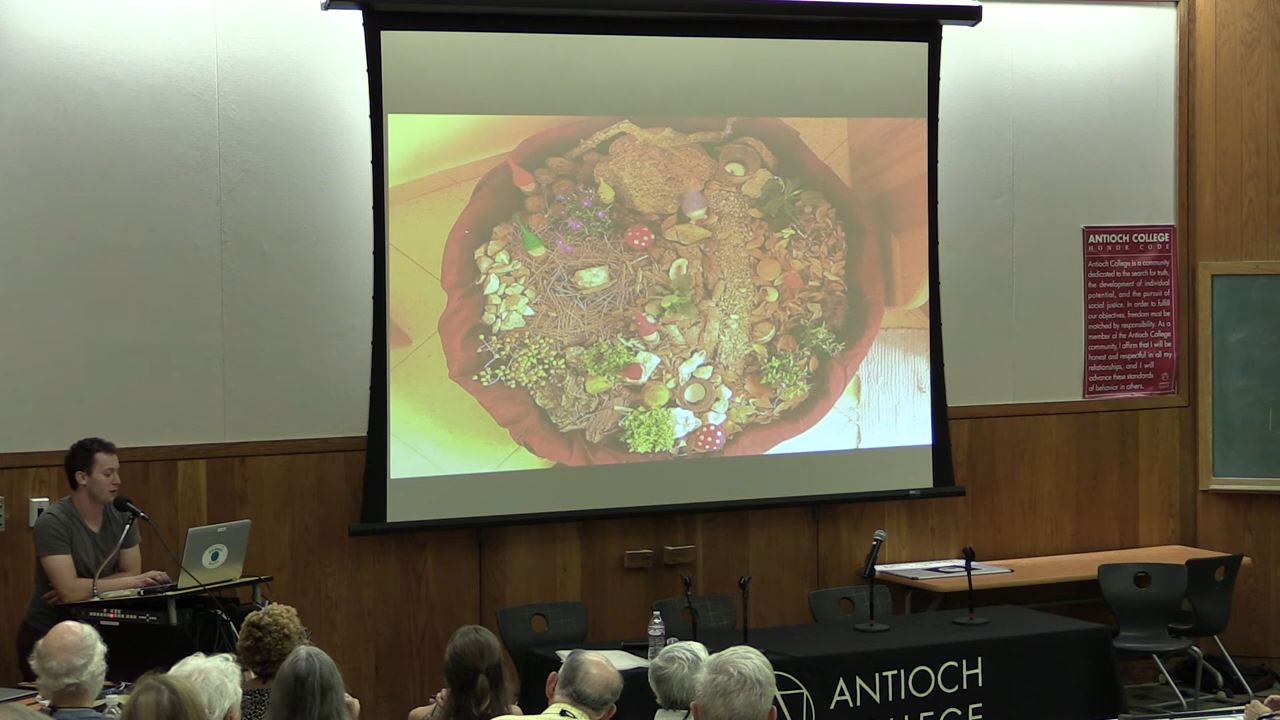 ANTIOCH COLLEGE
HONOR CODE
Antioch College is a community
dedicated to the search for truth,
the development of individual
potential, and the pursuit of
social justice. In order to fulfill
our objectives, freedom must be
matched by responsibility. As a
member of the Antioch College
community, I affirm that I will be
honest and respectful in all my
relationships, and I will
advance these standards
of behavior in others.
ANTIOCH
COLLEGE